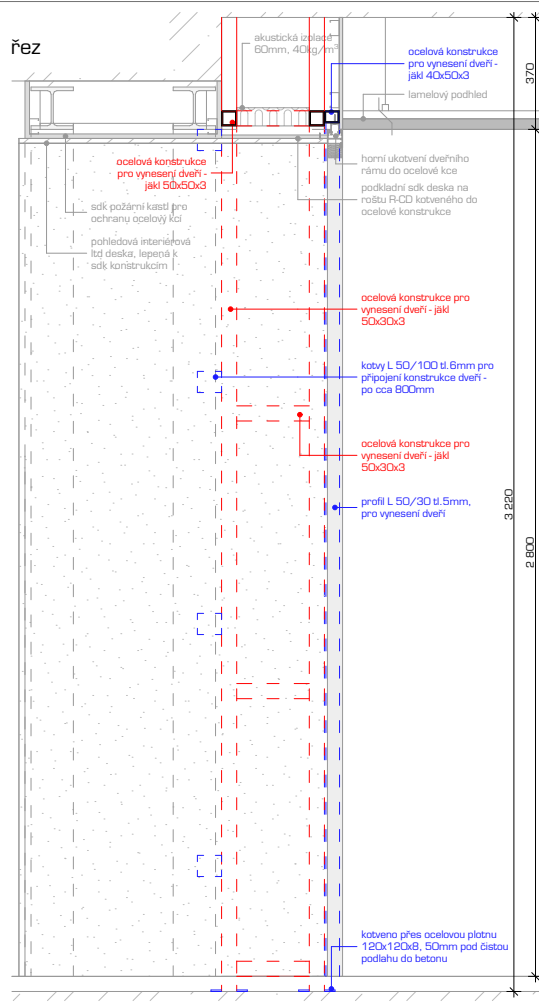 řez
akustická izolace
60mm, 40kg/m³
ocelová konstrukce
pro vynesení dveří -
jäkl 40x50x3
lamelový podhled
370
ocelová konstrukce
pro vynesení dveří -
jäkl 50x50x3
horní ukotvení dveřního
rámu do ocelové kce
podkladní sdk deska na
roštu R-CD kotveného do
ocelové konstrukce
sdk požární kastl pro
ochranu ocelový kcí
pohledová interiérová
ltd deska, lepená k
sdk konstrukcím
ocelová konstrukce pro
vynesení dveří - jäkl
50x30x3
kotvy L 50/100 tl.6mm pro
připojení konstrukce dveří -
po cca 800mm
ocelová konstrukce pro
vynesení dveří - jäkl
50x30x3
profil L 50/30 tl.5mm,
pro vynesení dveří
3 220
2 800
kotveno přes ocelovou plotnu
120x120x8, 50mm pod čistou
podlahu do betonu